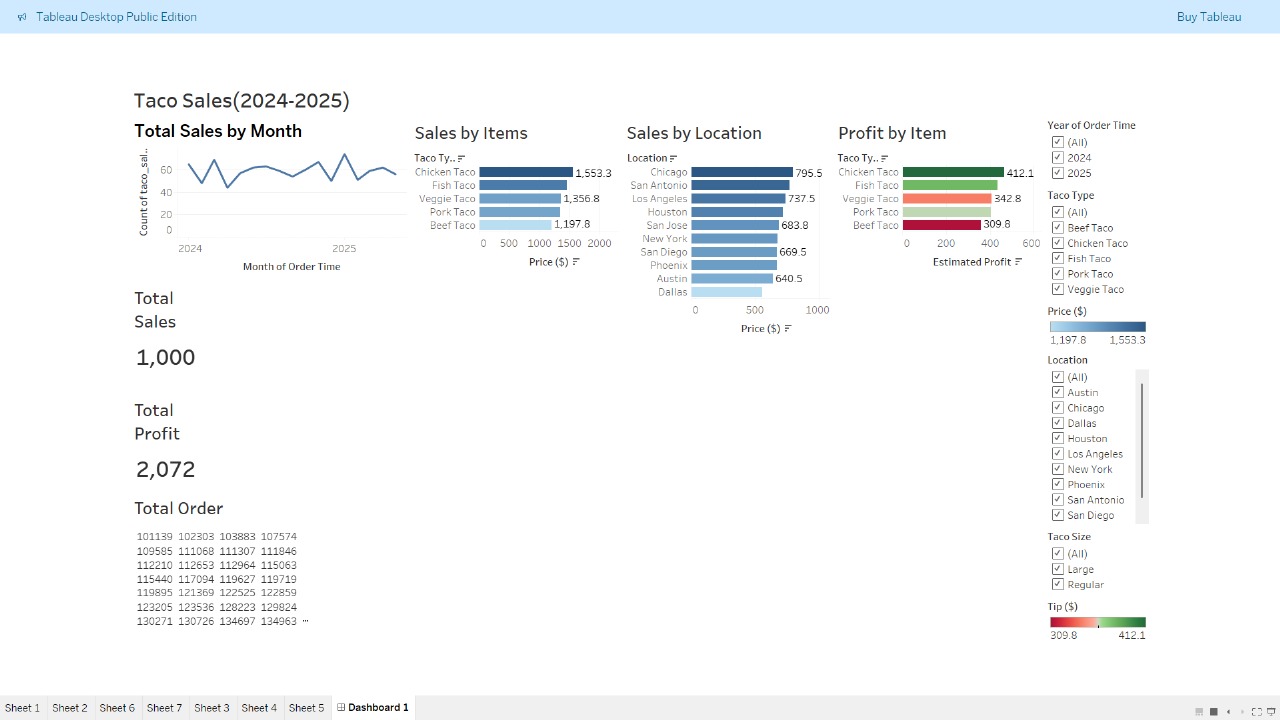 Tableau Desktop Public Edition
Buy Tableau
Taco Sales(2024-2025)
Total Sales by Month
Count of taco_sal..
60
40
20
0
2024
2025
Month of Order Time
Sales by Items
Taco Ty..
Chicken Taco 1,553.3
Fish Taco
Veggie Taco 1,356.8
Pork Taco
Beef Taco 1,197.8
0 500 1000 1500 2000
Price ($)
Sales by Location
Location
Chicago 795.5
San Antonio
Los Angeles 737.5
Houston
San Jose 683.8
New York
San Diego 669.5
Phoenix
Austin 640.5
Dallas
0 500 1000
Price ($)
Profit by Item
Taco Ty..
Chicken Taco 412.1
Fish Taco
Veggie Taco 342.8
Pork Taco
Beef Taco 309.8
0 200 400 600
Estimated Profit
Total
Sales
1,000
Total
Profit
2,072
Total Order
101139 102303 103883 107574
109585 111068 111307 111846
112210 112653 112964 115063
115440 117094 119627 119719
119895 121369 122525 122859
123205 123536 128223 129824
130271 130726 134697 134963 ...
Year of Order Time
(All)
2024
2025
Taco Type
(All)
Beef Taco
Chicken Taco
Fish Taco
Pork Taco
Veggie Taco
Price ($)
1,197.8 1,553.3
Location
(All)
Austin
Chicago
Dallas
Houston
Los Angeles
New York
Phoenix
San Antonio
San Diego
Taco Size
(All)
Large
Regular
Tip ($)
309.8 412.1
Sheet 1 Sheet 2 Sheet 6 Sheet 7 Sheet 3 Sheet 4 Sheet 5 Dashboard 1